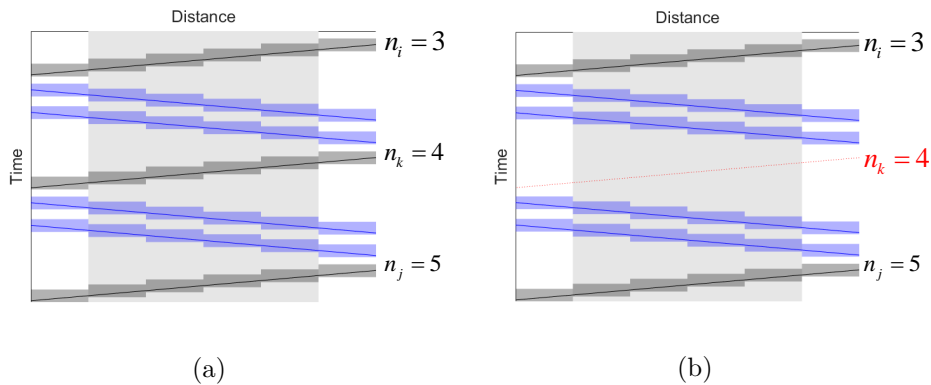 Distance
Time
n_i = 3
n_k = 4
n_j = 5
(a)
Distance
Time
n_i = 3
n_k = 4
n_j = 5
(b)